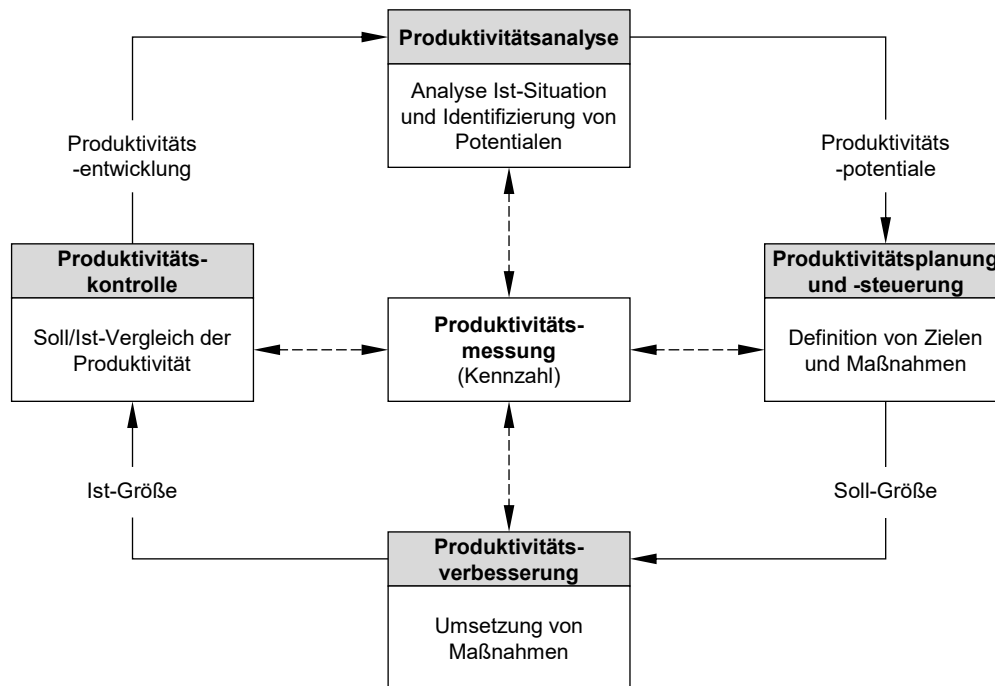 Produktivitätsanalyse
Analyse Ist-Situation
und Identifizierung von
Potentialen
Produktivitäts
-entwicklung
Produktivitäts
-potentiale
Produktivitäts-
kontrolle
Soll/Ist-Vergleich der
Produktivität
Produktivitäts-
messung
(Kennzahl)
Produktivitätsplanung
und -steuerung
Definition von Zielen
und Maßnahmen
Ist-Größe
Soll-Größe
Produktivitäts-
verbesserung
Umsetzung von
Maßnahmen